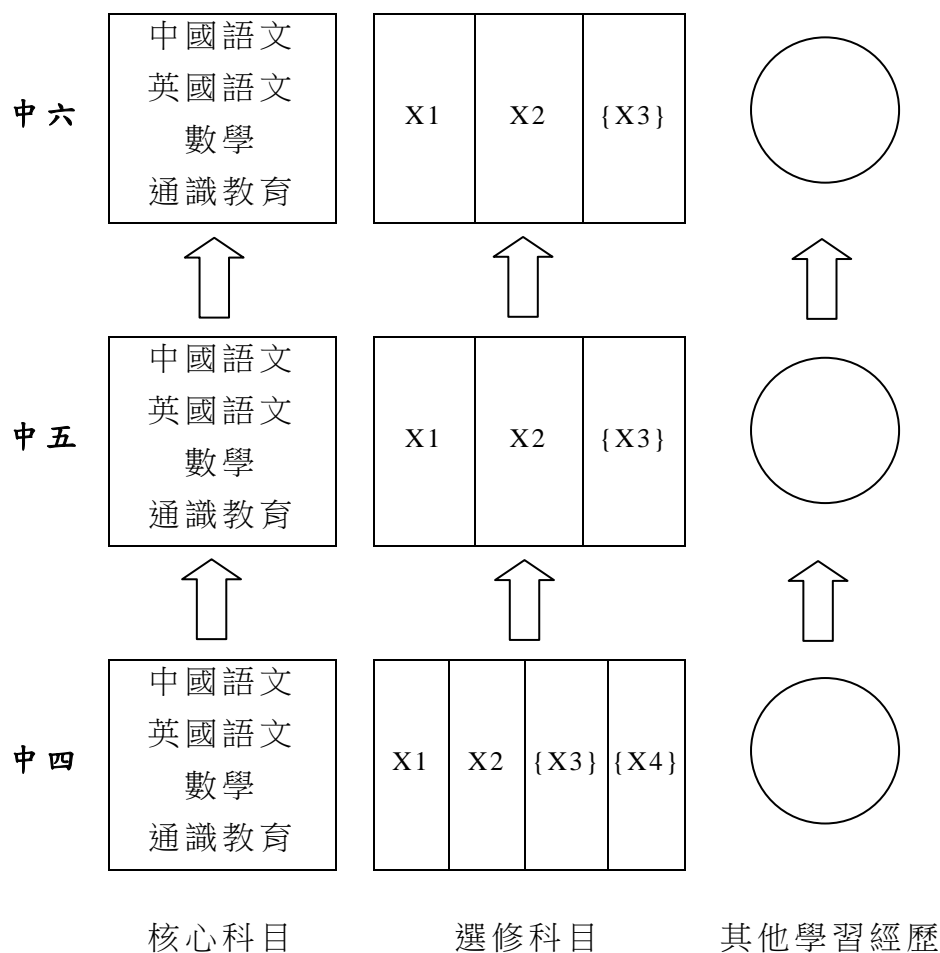 中國語文
英國語文
數學
通識教育
中六
X1 X2 {X3}
中國語文
英國語文
數學
通識教育
中五
X1 X2 {X3}
中國語文
英國語文
數學
通識教育
中四
X1 X2 {X3} {X4}
核心科目 選修科目 其他學習經歷